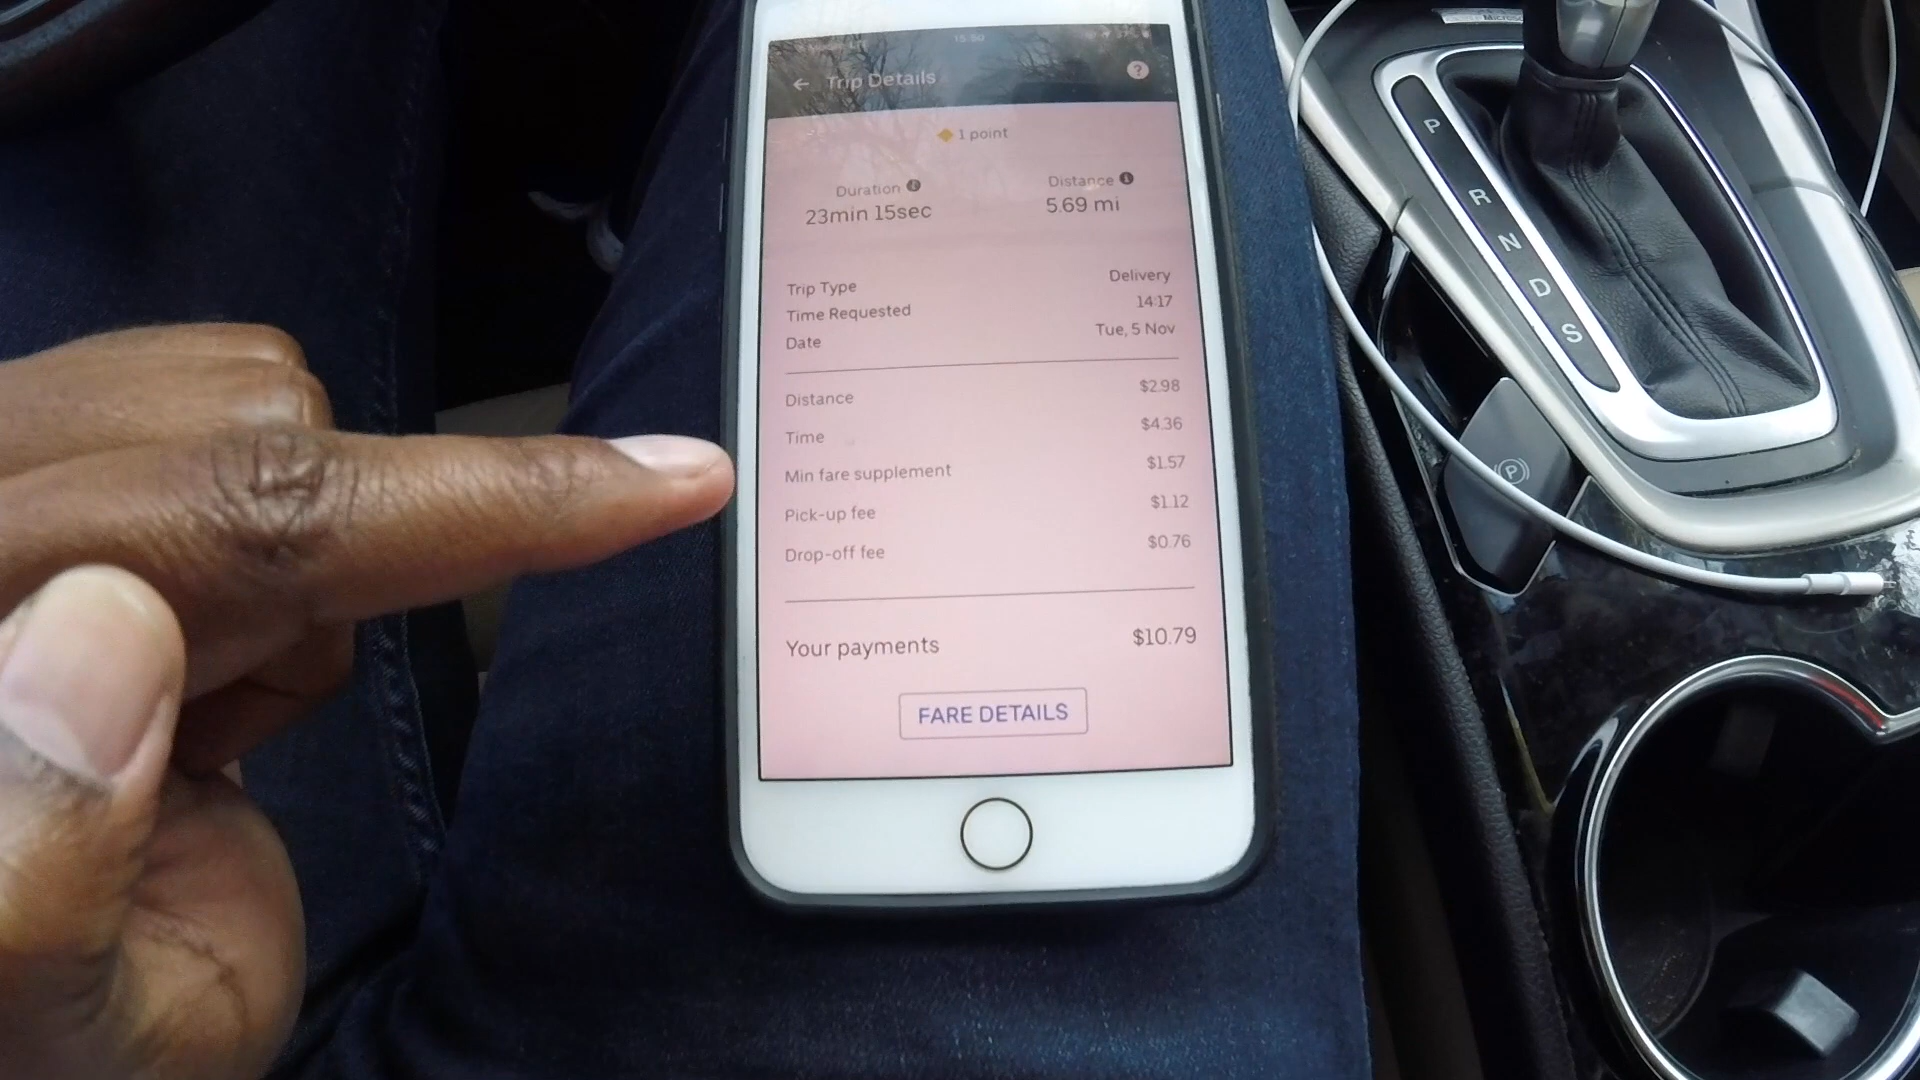 15:50
← Trip Details ?
1 point
Duration Distance
23min 15sec 5.69 mi
Trip Type Delivery
Time Requested 14:17
Date Tue, 5 Nov
Distance $2.98
Time $4.36
Min fare supplement $1.57
Pick-up fee $1.12
Drop-off fee $0.76
Your payments $10.79
FARE DETAILS
P
R
N
D
S
P